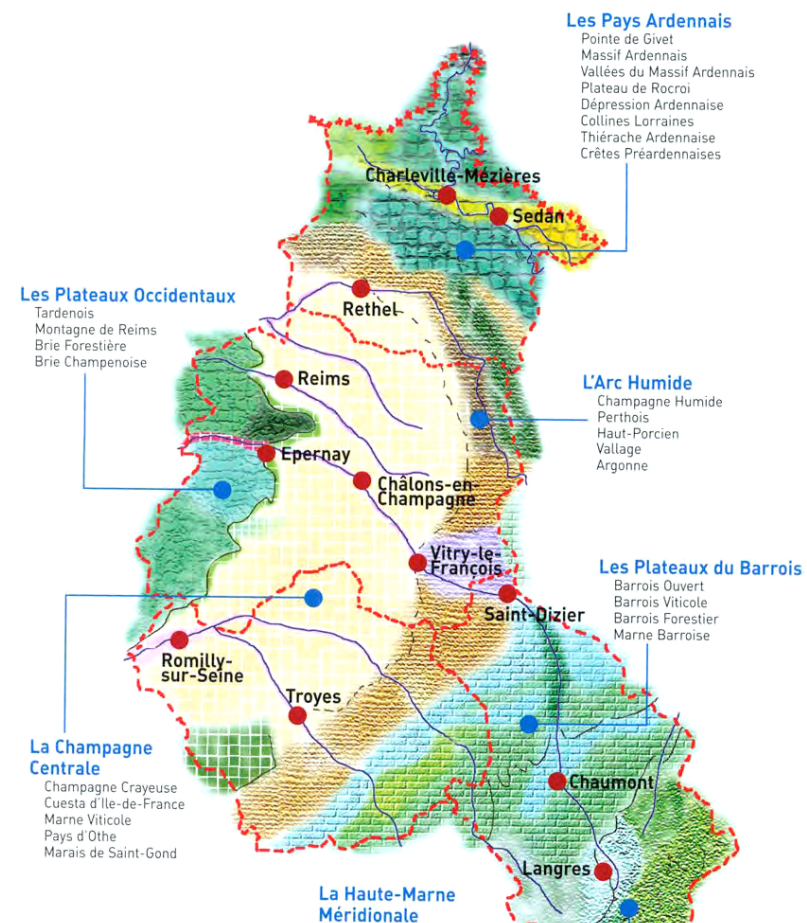 Les Pays Ardennais
Pointe de Givet
Massif Ardennais
Vallées du Massif Ardennais
Plateau de Rocroi
Dépression Ardennaise
Collines Lorraines
Thiérache Ardennaise
Crêtes Préardennaises
Charleville-Mézières
Sedan
Rethel
Les Plateaux Occidentaux
Tardenois
Montagne de Reims
Brie Forestière
Brie Champenoise
Reims
L'Arc Humide
Champagne Humide
Perthois
Haut-Porcien
Vallage
Argonne
Epernay
Châlons-en-
Champagne
Vitry-le-
François
Saint-Dizier
Les Plateaux du Barrois
Barrois Ouvert
Barrois Viticole
Barrois Forestier
Marne Barroise
Romilly-
sur-Seine
Troyes
La Champagne
Centrale
Champagne Crayeuse
Cuesta d'Ile-de-France
Marne Viticole
Pays d'Othe
Marais de Saint-Gond
Chaumont
Langres
La Haute-Marne
Méridionale